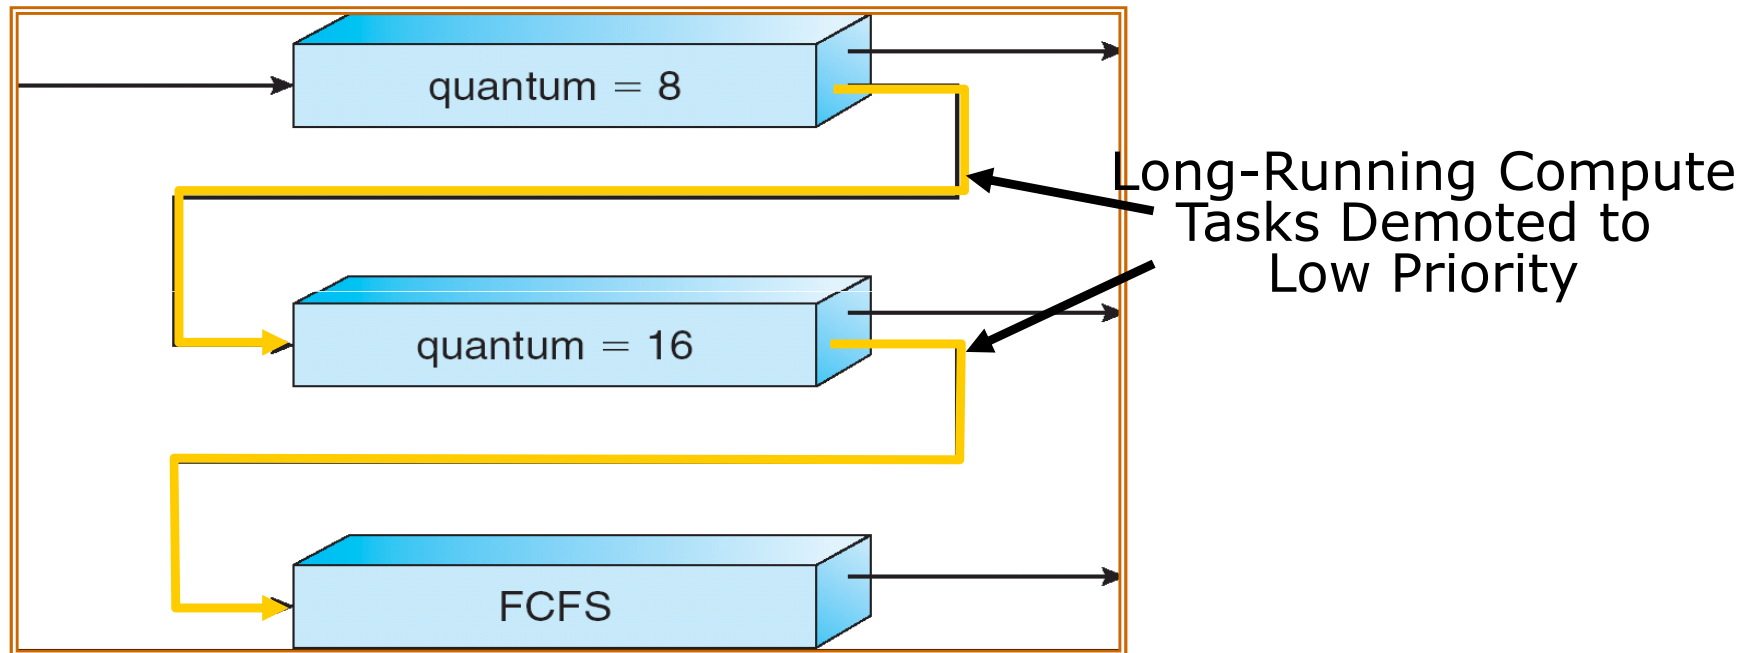 quantum = 8
Long-Running Compute
Tasks Demoted to
Low Priority
quantum = 16
FCFS